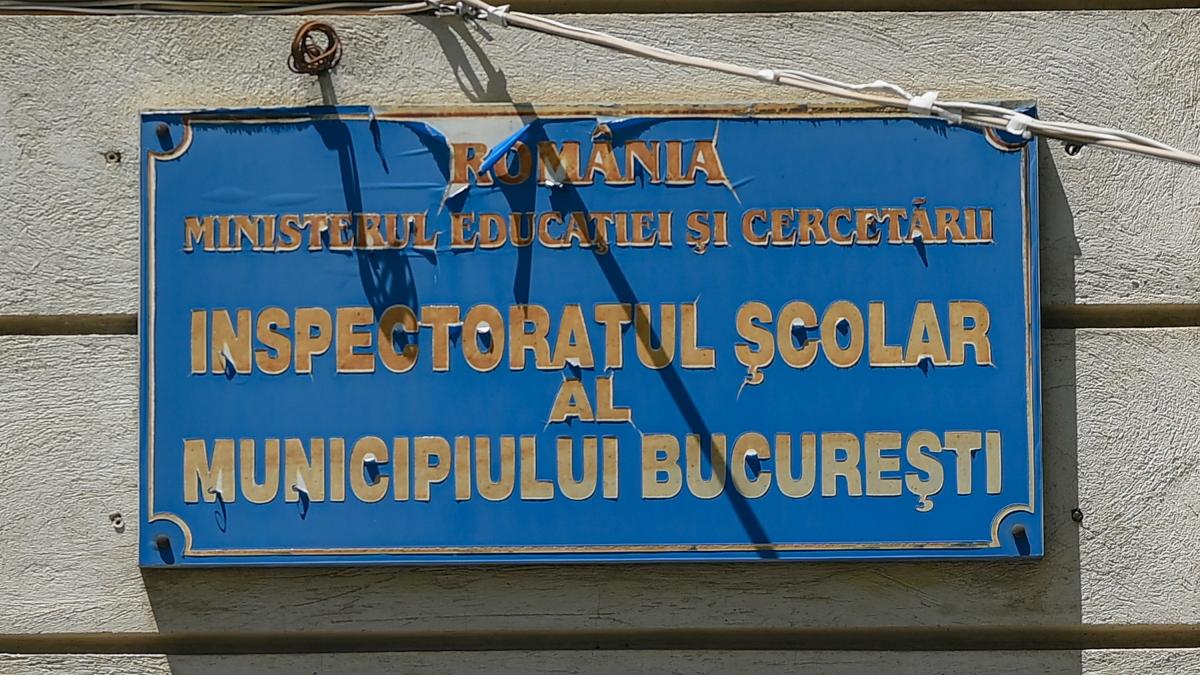 ROMÂNIA
MINISTERUL EDUCAŢIEI ŞI CERCETĂRII
INSPECTORATUL ŞCOLAR
AL
MUNICIPIULUI BUCUREŞTI